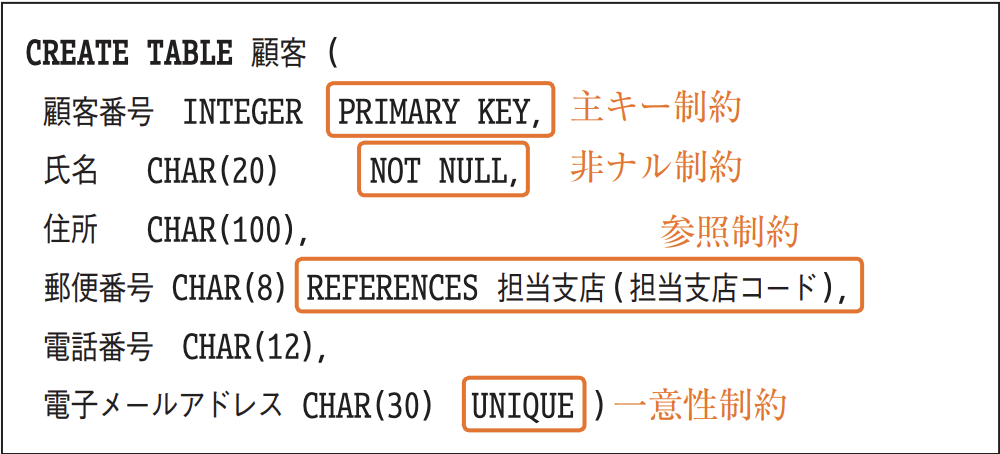 CREATE TABLE 顧客 (
顧客番号 INTEGER PRIMARY KEY, 主キー制約
氏名 CHAR(20) NOT NULL, 非ナル制約
住所 CHAR(100), 参照制約
郵便番号 CHAR(8) REFERENCES 担当支店(担当支店コード),
電話番号 CHAR(12),
電子メールアドレス CHAR(30) UNIQUE ) 一意性制約